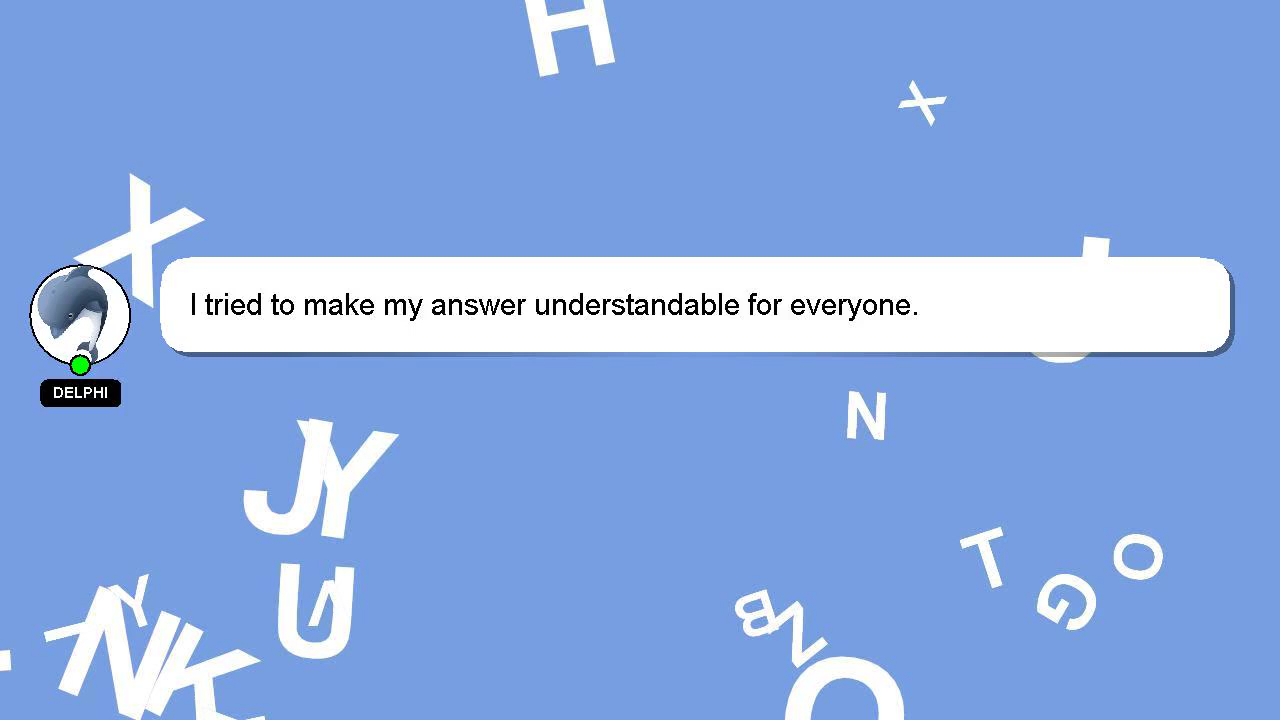 H
X
X
I tried to make my answer understandable for everyone.
DELPHI
N
J
Y
T
O
U
G
Y
B
N
Z
K
O